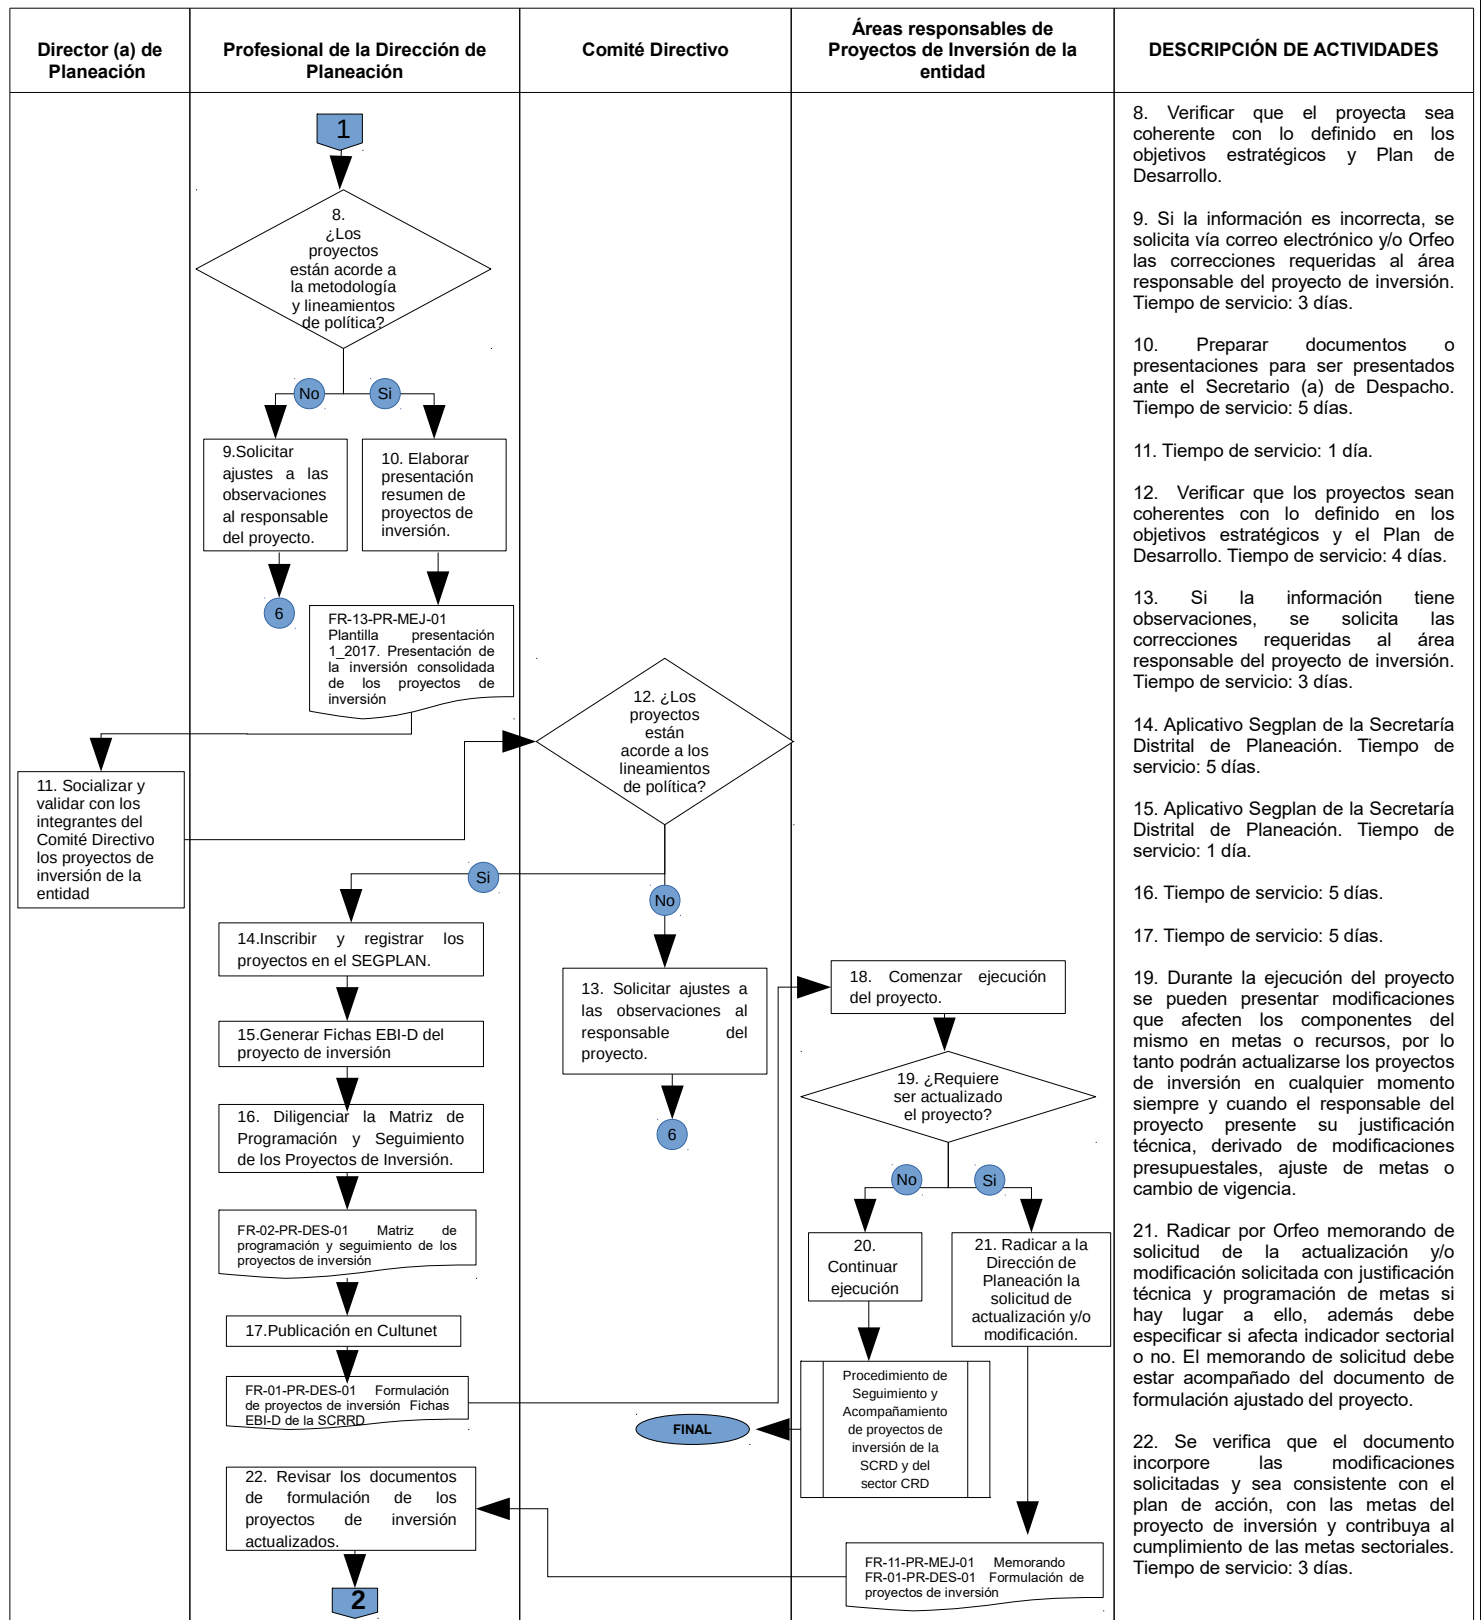 Director (a) de
Planeación
Profesional de la Dirección de
Planeación
Comité Directivo
Áreas responsables de
Proyectos de Inversión de la
entidad
DESCRIPCIÓN DE ACTIVIDADES
1
8.
¿Los
proyectos
están acorde a
la metodología
y lineamientos
de política?
No
Si
9.Solicitar
ajustes a las
observaciones
al responsable
del proyecto.
10. Elaborar
presentación
resumen de
proyectos de
inversión.
6
FR-13-PR-MEJ-01
Plantilla presentación
1_2017. Presentación de
la inversión consolidada
de los proyectos de
inversión
11. Socializar y
validar con los
integrantes del
Comité Directivo
los proyectos de
inversión de la
entidad
12. ¿Los
proyectos
están
acorde a los
lineamientos
de política?
Si
No
14.Inscribir y registrar los
proyectos en el SEGPLAN.
13. Solicitar ajustes a
las observaciones al
responsable del
proyecto.
6
15.Generar Fichas EBI-D del
proyecto de inversión
16. Diligenciar la Matriz de
Programación y Seguimiento
de los Proyectos de Inversión.
FR-02-PR-DES-01 Matriz de
programación y seguimiento de los
proyectos de inversión
17.Publicación en Cultunet
FR-01-PR-DES-01 Formulación
de proyectos de inversión Fichas
EBI-D de la SCRRD
18. Comenzar ejecución
del proyecto.
19. ¿Requiere
ser actualizado
el proyecto?
No
Si
20.
Continuar
ejecución
21. Radicar a la
Dirección de
Planeación la
solicitud de
actualización y/o
modificación.
Procedimiento de
Seguimiento y
Acompañamiento
de proyectos de
inversión de la
SCRD y del
sector CRD
FINAL
FR-11-PR-MEJ-01 Memorando
FR-01-PR-DES-01 Formulación de
proyectos de inversión
22. Revisar los documentos
de formulación de los
proyectos de inversión
actualizados.
2
8. Verificar que el proyecta sea
coherente con lo definido en los
objetivos estratégicos y Plan de
Desarrollo.
9. Si la información es incorrecta, se
solicita vía correo electrónico y/o Orfeo
las correcciones requeridas al área
responsable del proyecto de inversión.
Tiempo de servicio: 3 días.
10. Preparar documentos o
presentaciones para ser presentados
ante el Secretario (a) de Despacho.
Tiempo de servicio: 5 días.
11. Tiempo de servicio: 1 día.
12. Verificar que los proyectos sean
coherentes con lo definido en los
objetivos estratégicos y el Plan de
Desarrollo. Tiempo de servicio: 4 días.
13. Si la información tiene
observaciones, se solicita las
correcciones requeridas al área
responsable del proyecto de inversión.
Tiempo de servicio: 3 días.
14. Aplicativo Segplan de la Secretaría
Distrital de Planeación. Tiempo de
servicio: 5 días.
15. Aplicativo Segplan de la Secretaría
Distrital de Planeación. Tiempo de
servicio: 1 día.
16. Tiempo de servicio: 5 días.
17. Tiempo de servicio: 5 días.
19. Durante la ejecución del proyecto
se pueden presentar modificaciones
que afecten los componentes del
mismo en metas o recursos, por lo
tanto podrán actualizarse los proyectos
de inversión en cualquier momento
siempre y cuando el responsable del
proyecto presente su justificación
técnica, derivado de modificaciones
presupuestales, ajuste de metas o
cambio de vigencia.
21. Radicar por Orfeo memorando de
solicitud de la actualización y/o
modificación solicitada con justificación
técnica y programación de metas si
hay lugar a ello, además debe
especificar si afecta indicador sectorial
o no. El memorando de solicitud debe
estar acompañado del documento de
formulación ajustado del proyecto.
22. Se verifica que el documento
incorpore las modificaciones
solicitadas y sea consistente con el
plan de acción, con las metas del
proyecto de inversión y contribuya al
cumplimiento de las metas sectoriales.
Tiempo de servicio: 3 días.